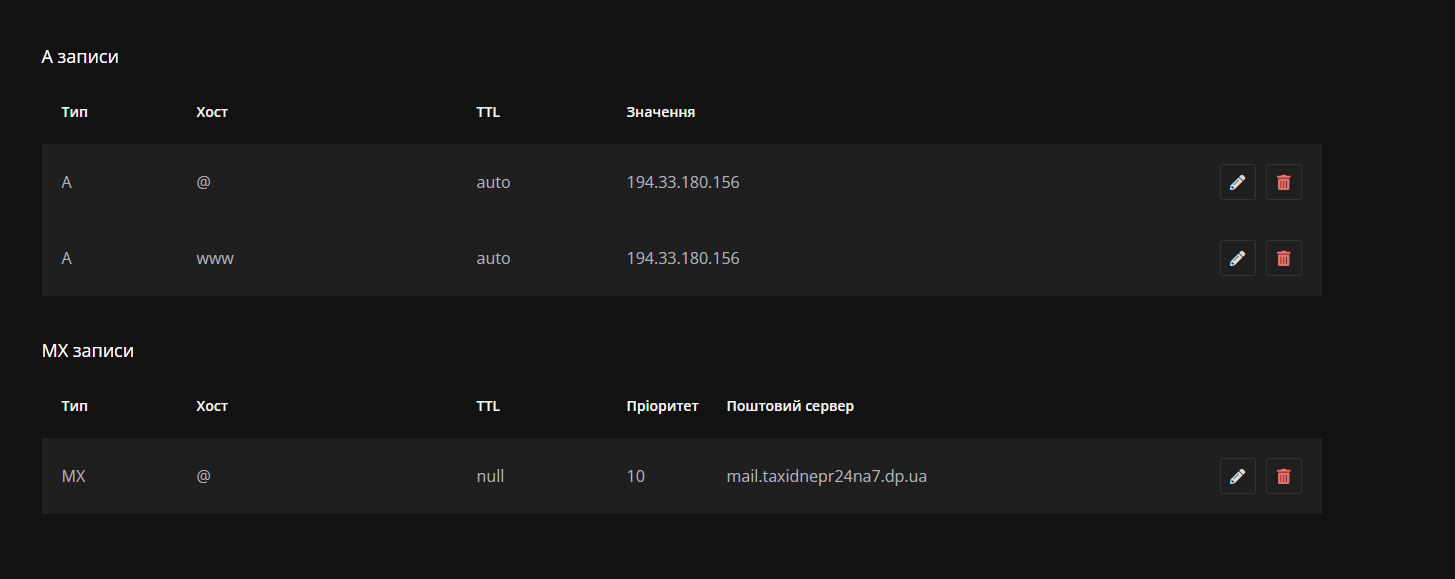 А записи
Тип Хост TTL Значення
A @ auto 194.33.180.156
A www auto 194.33.180.156
MX записи
Тип Хост TTL Пріоритет Поштовий сервер
MX @ null 10 mail.taxidnepr24na7.dp.ua